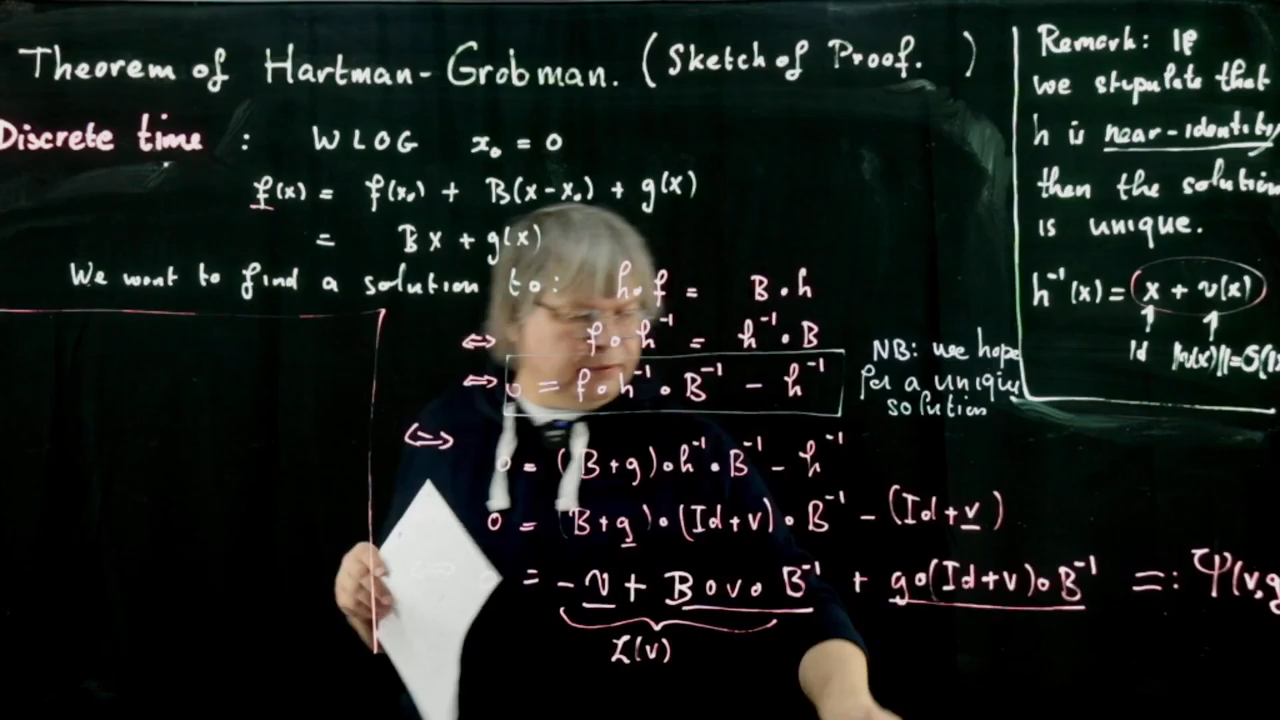 Theorem of Hartman-Grobman. (Sketch of Proof. )
Discrete time : WLOG x₀ = 0
f(x) = f(x₀) + B(x-x₀) + g(x)
= Bx + g(x)
We want to find a solution to: h∘f = B∘h
⇔ f∘h⁻¹ = h⁻¹∘B
⇔ 0 = f∘h⁻¹∘B⁻¹ - h⁻¹
NB: we hope
for a unique
solution
⇔ 0 = (B+g)∘h⁻¹∘B⁻¹ - h⁻¹
0 = (B+g)∘(Id+v)∘B⁻¹ - (Id+v)
⇔ = -v + B∘v∘B⁻¹ + g∘(Id+v)∘B⁻¹ =: Ψ(v,g
L(v)
Remark: If
we stipulate that
h is near-identity
then the solution
is unique.
h⁻¹(x) = x + v(x)
Id ‖v(x)‖=